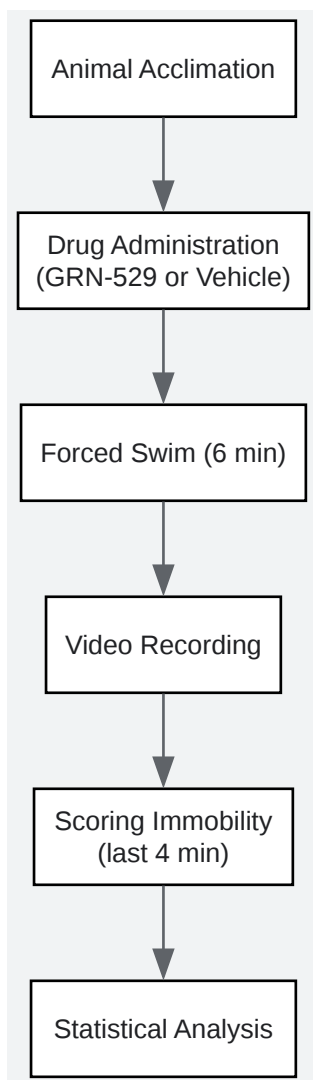 Animal Acclimation
Drug Administration
(GRN-529 or Vehicle)
Forced Swim (6 min)
Video Recording
Scoring Immobility
(last 4 min)
Statistical Analysis